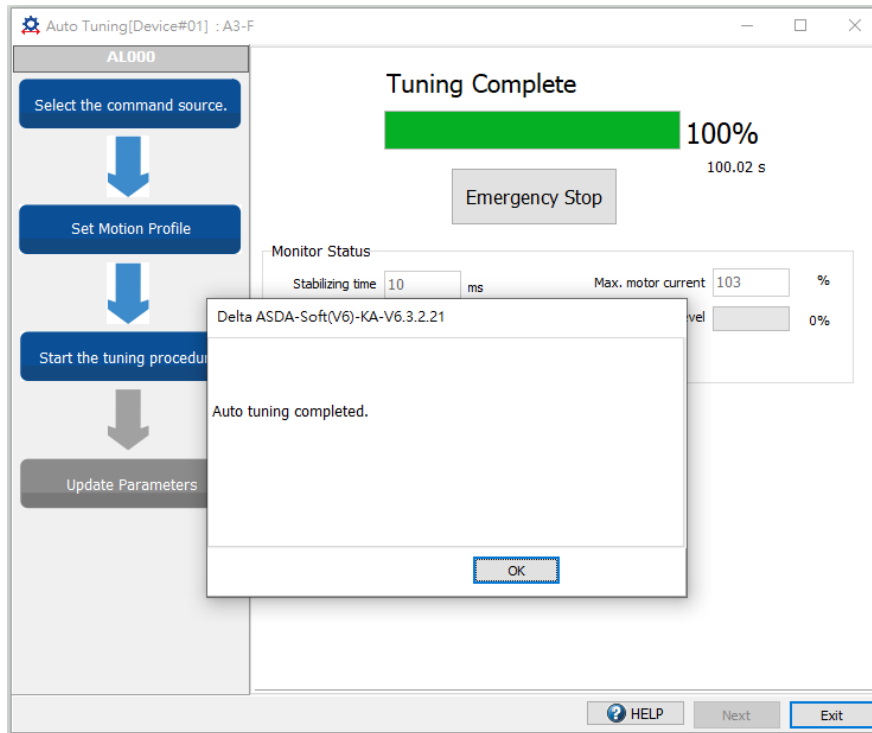 Auto Tuning[Device#01] : A3-F
AL000
Select the command source.
Set Motion Profile
Start the tuning procedur
Update Parameters
Tuning Complete
100%
100.02 s
Emergency Stop
Monitor Status
Stabilizing time 10 ms
Max. motor current 103 %
vel 0%
Delta ASDA-Soft(V6)-KA-V6.3.2.21
Auto tuning completed.
OK
HELP
Next
Exit